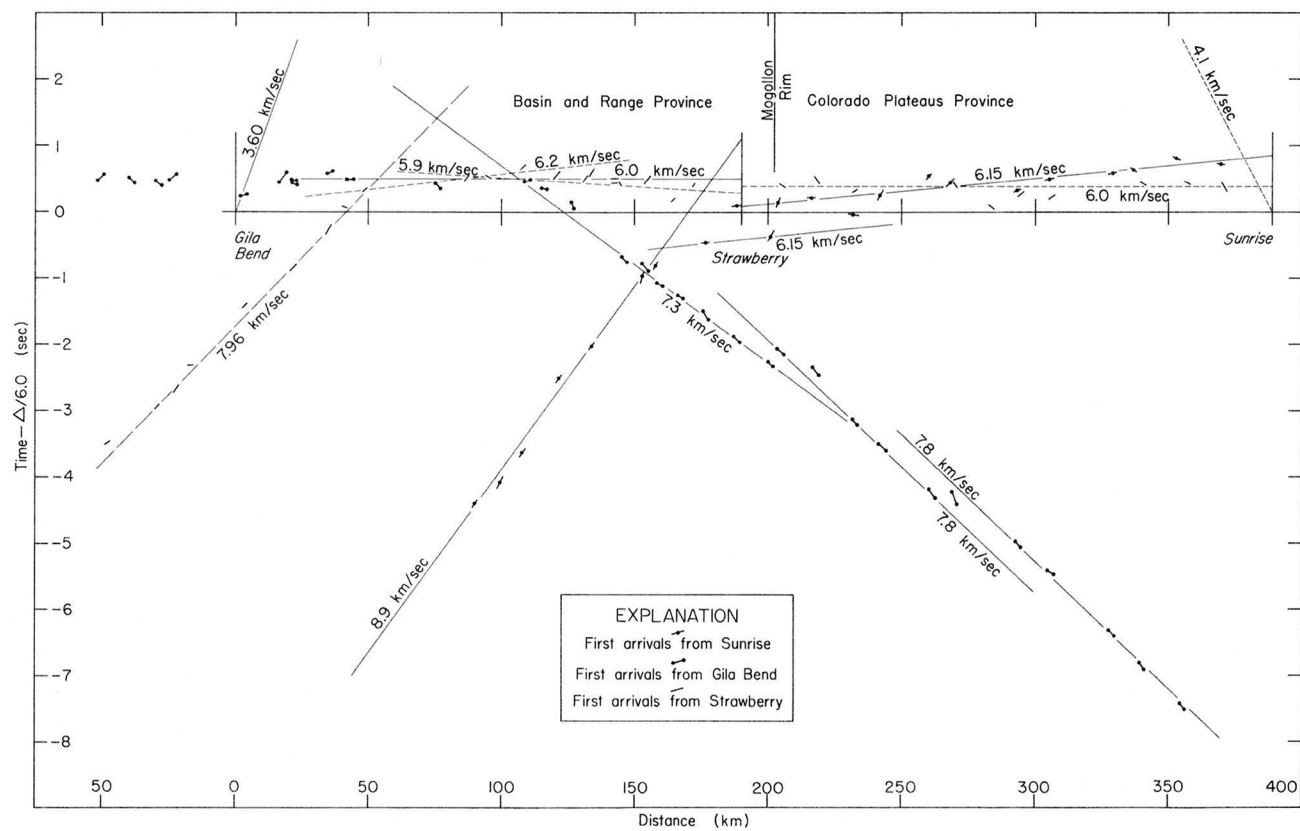 2
1
0
-1
-2
-3
-4
-5
-6
-7
-8
Time-△/6.0 (sec)
3.60 km/sec
7.96 km/sec
5.9 km/sec
6.2 km/sec
6.0 km/sec
Basin and Range Province
Mogollon
Rim
Colorado Plateaus Province
4.1 km/sec
6.15 km/sec
6.0 km/sec
6.15 km/sec
Gila
Bend
Strawberry
Sunrise
7.3 km/sec
8.9 km/sec
7.8 km/sec
7.8 km/sec
EXPLANATION
First arrivals from Sunrise
First arrivals from Gila Bend
First arrivals from Strawberry
50 0 50 100 150 200 250 300 350 400
Distance (km)